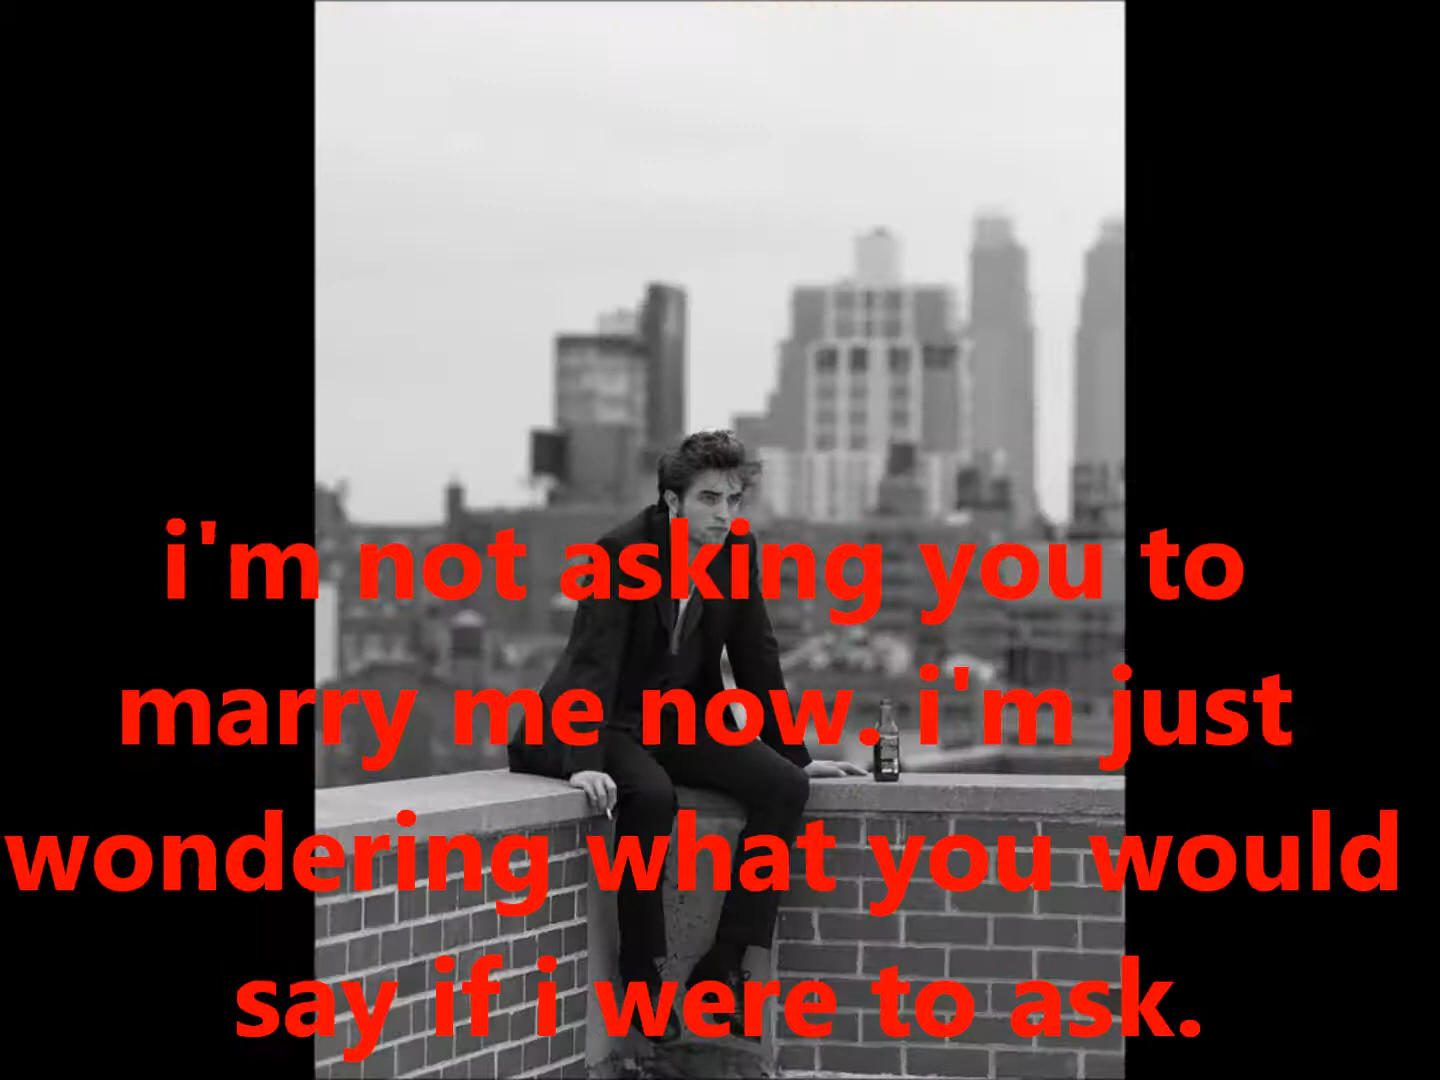 i'm not asking you to
marry me now. i'm just
wondering what you would
say if i were to ask.